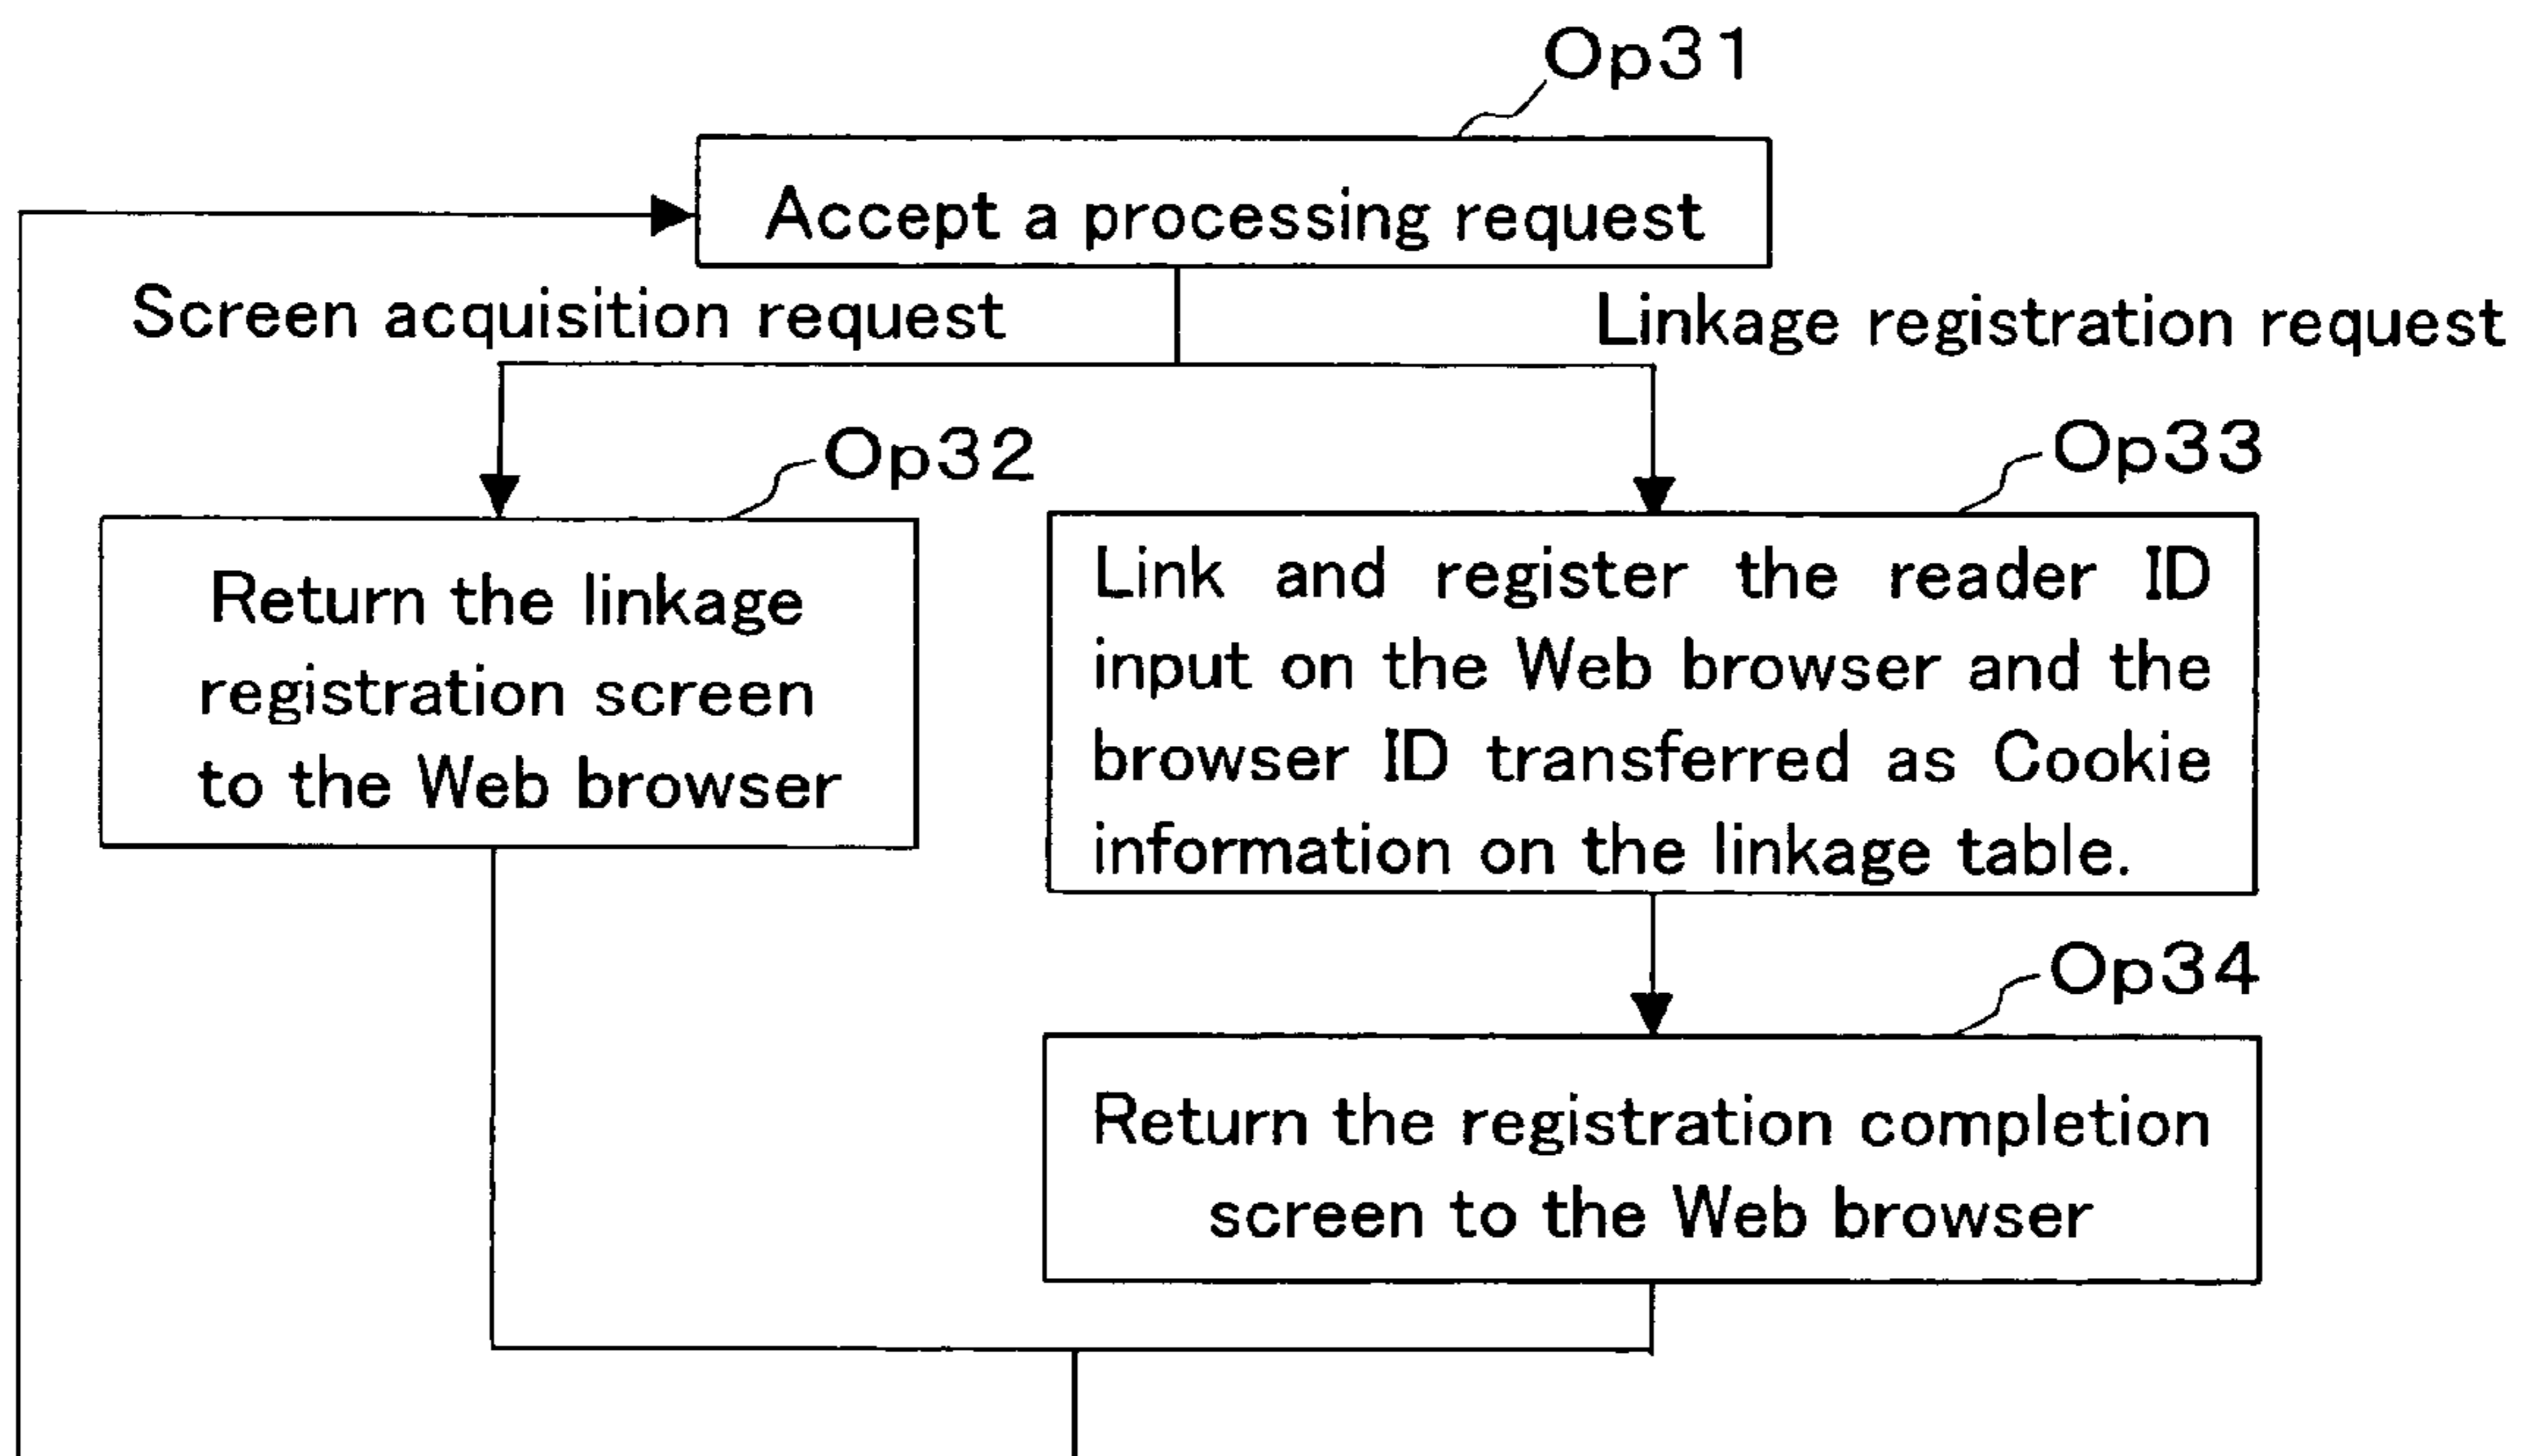 Op31
Accept a processing request
Screen acquisition request
Linkage registration request
Op32
Op33
Return the linkage
registration screen
to the Web browser
Link and register the reader ID
input on the Web browser and the
browser ID transferred as Cookie
information on the linkage table.
Op34
Return the registration completion
screen to the Web browser